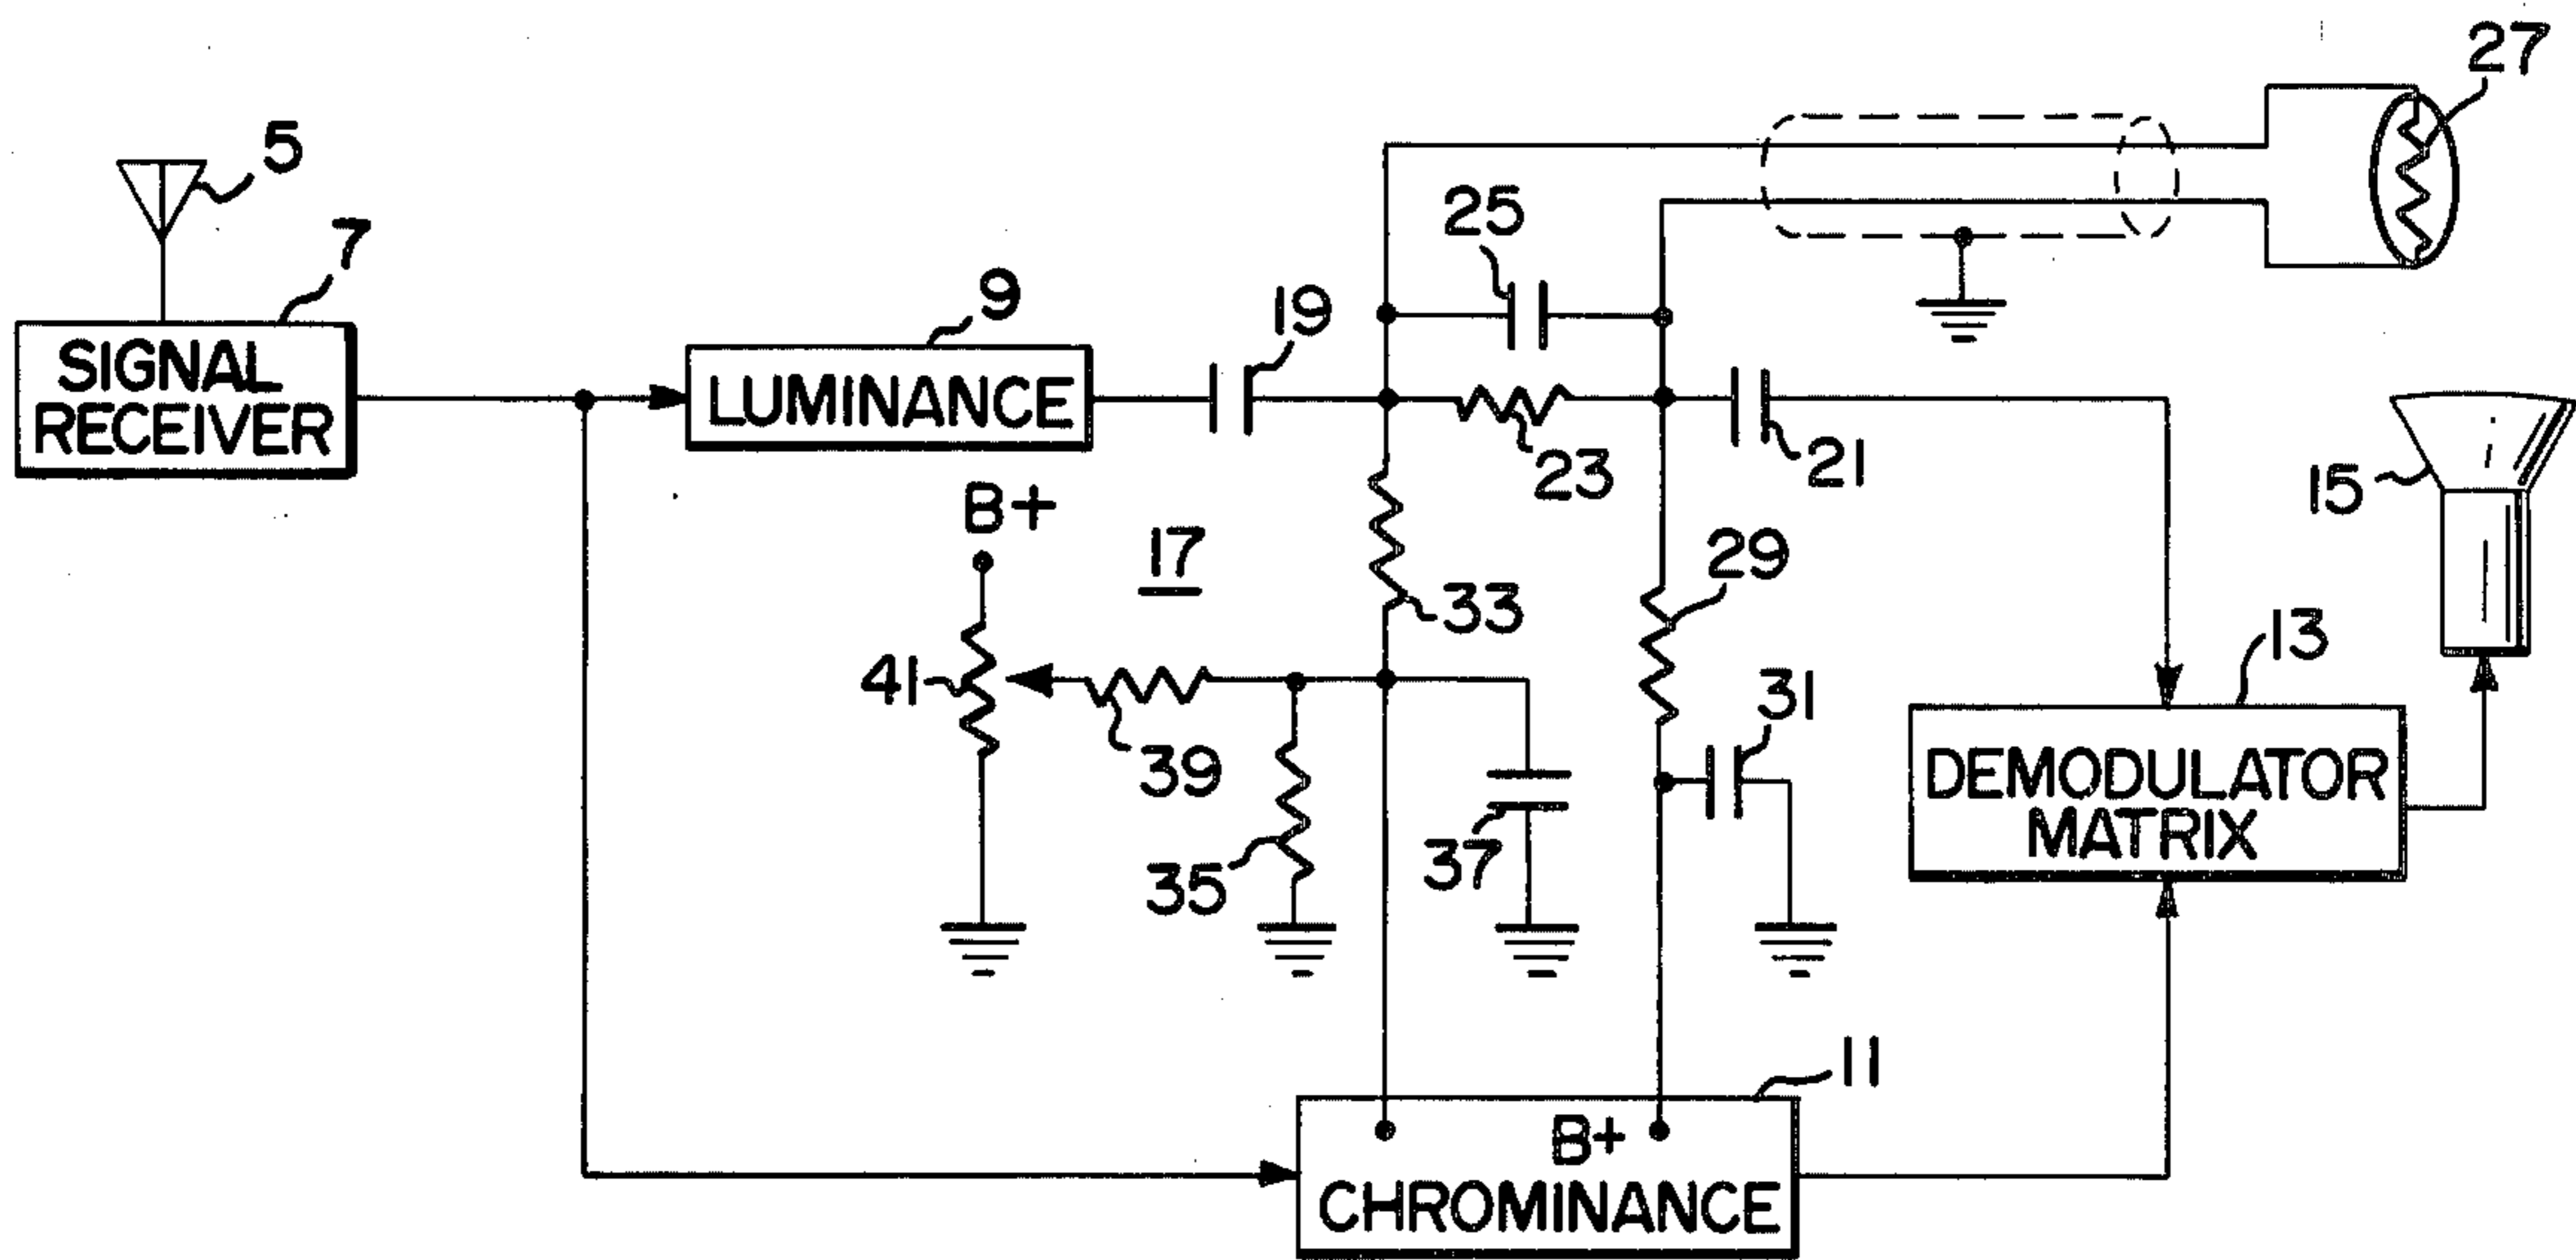 27
5
7
25
9
19
SIGNAL
RECEIVER
LUMINANCE
23
21
15
B+
17
29
33
13
41
31
39
DEMODULATOR
MATRIX
35
37
11
B+
CHROMINANCE